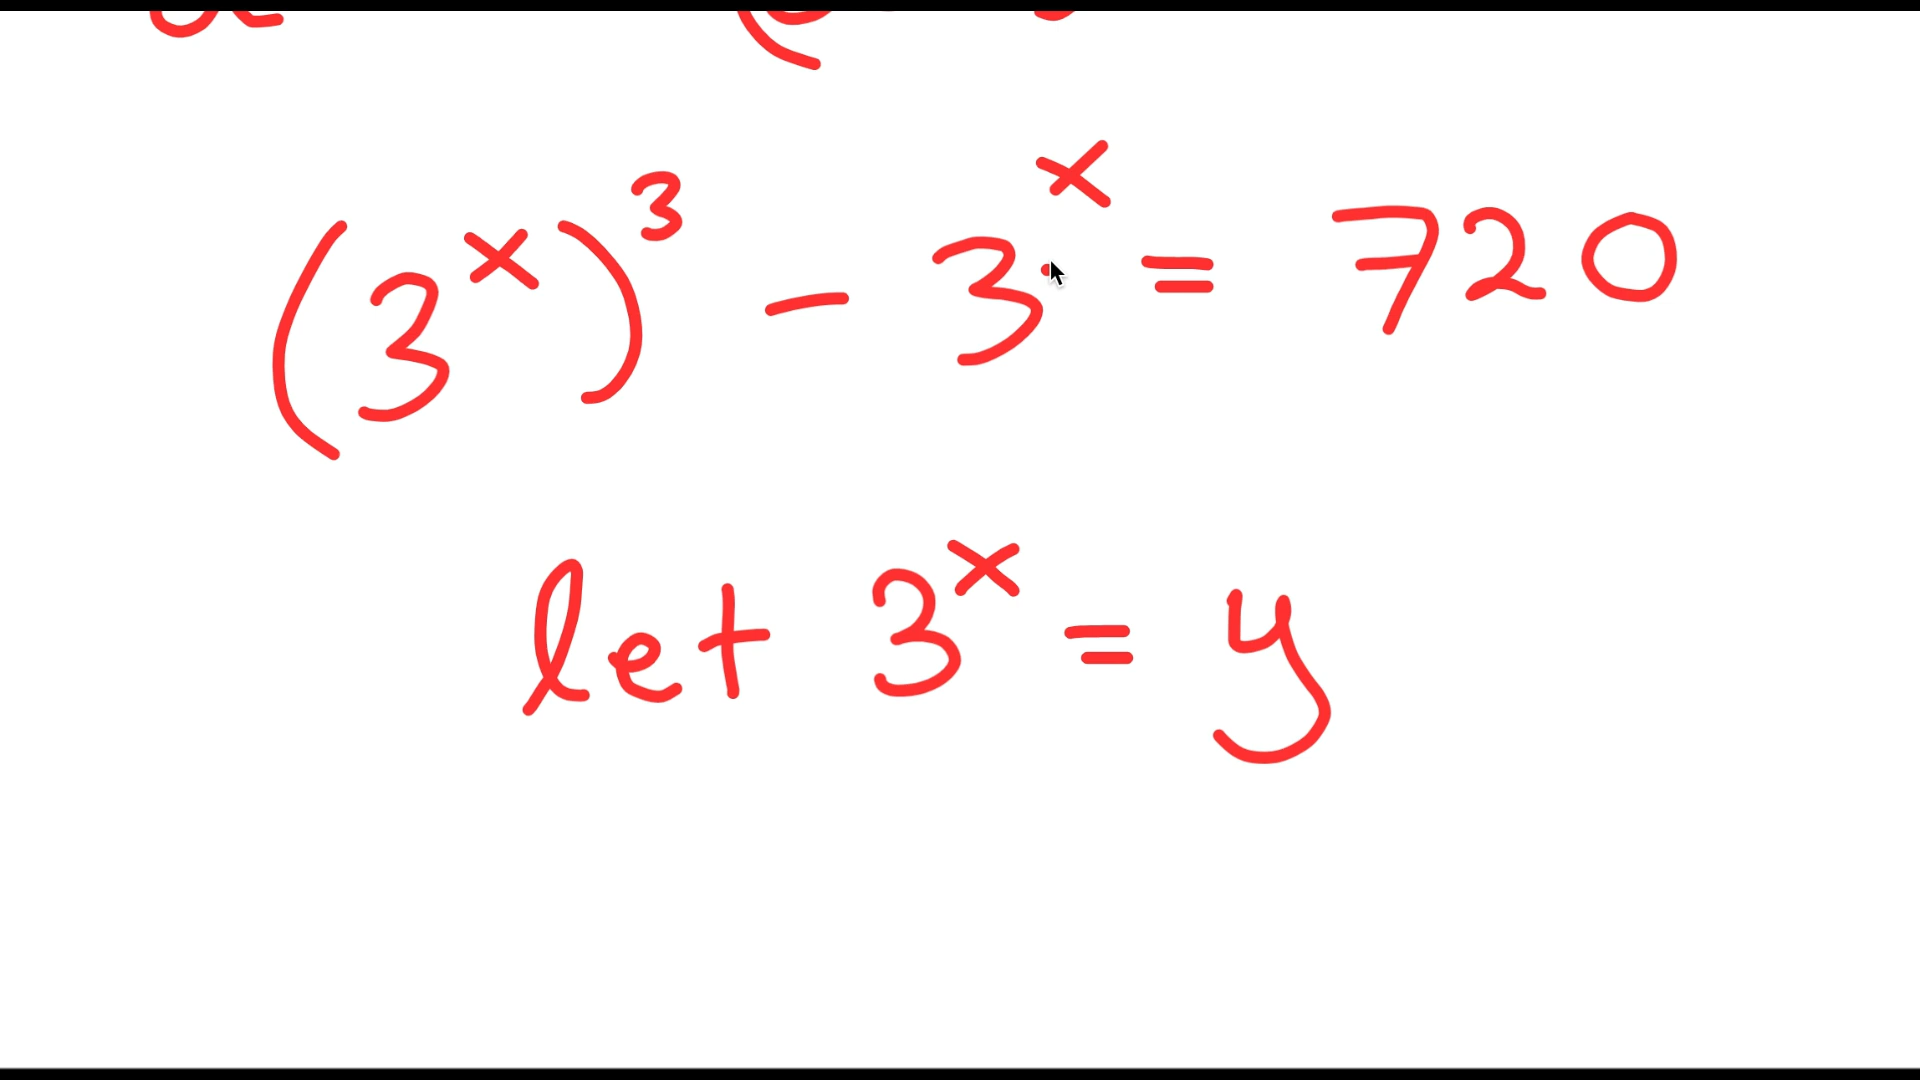 (3^x)^3 - 3^x = 720
let 3^x = y